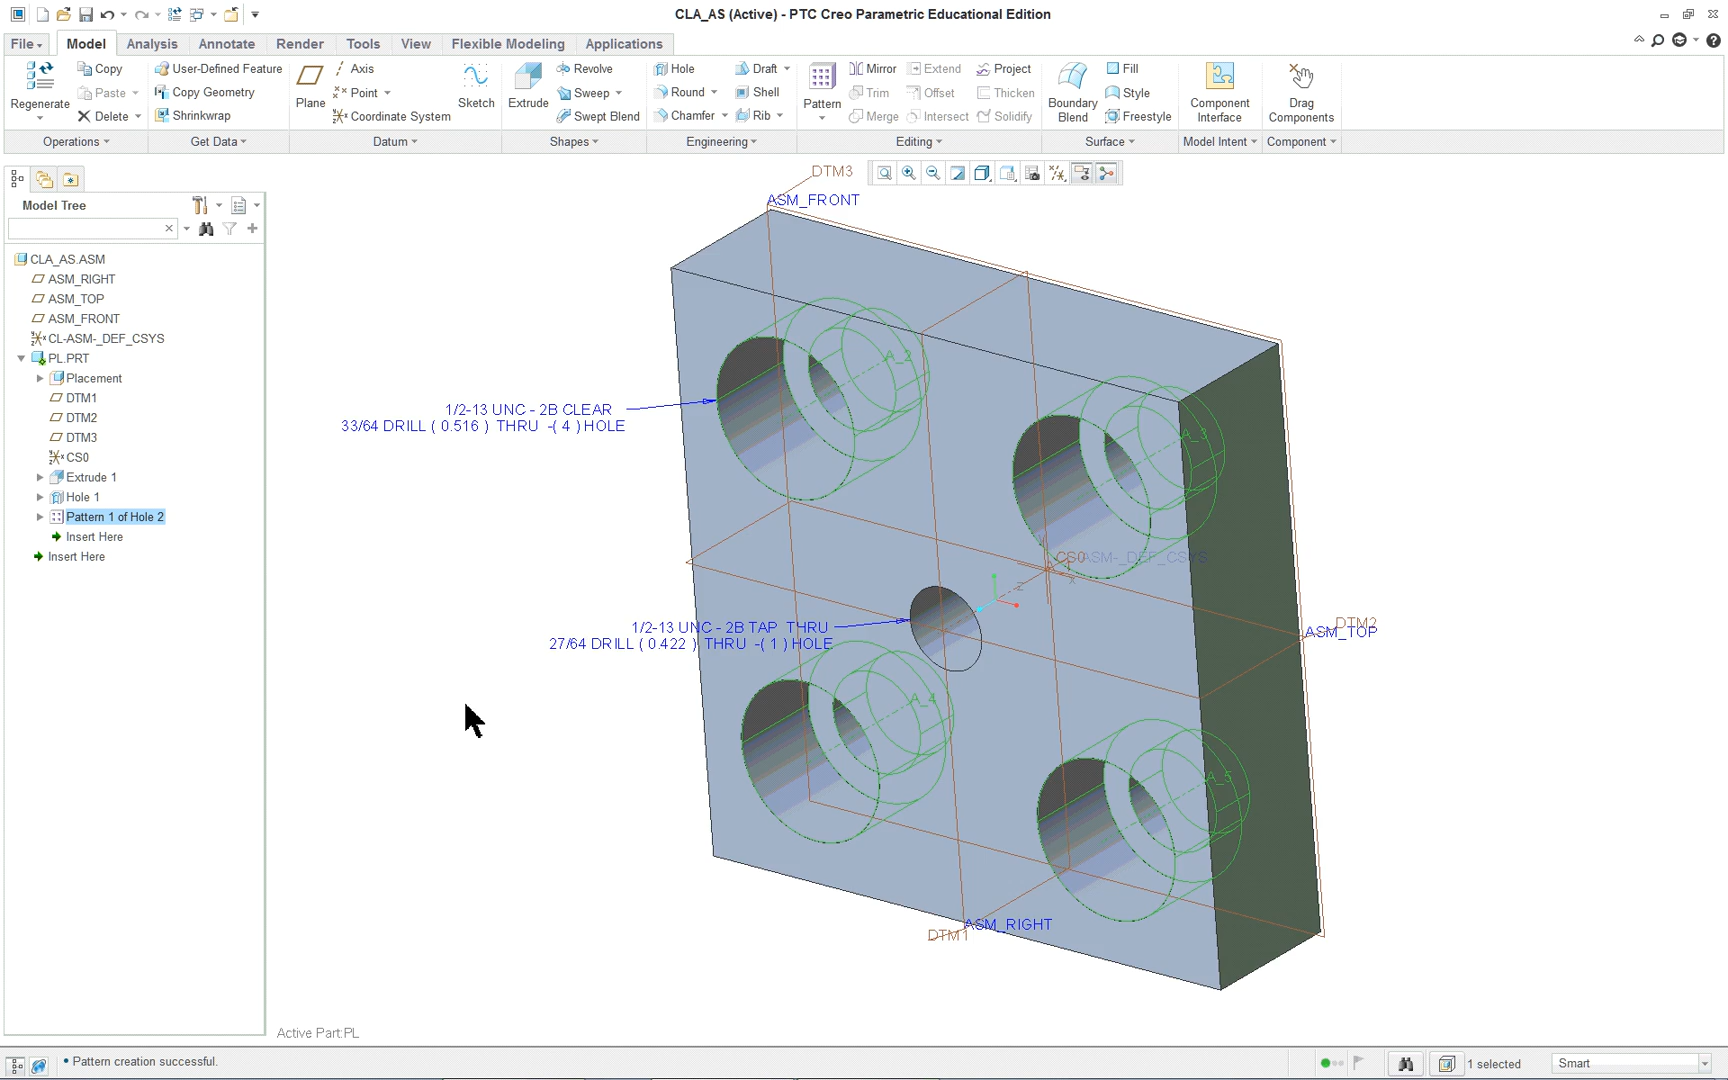 CLA_AS (Active) - PTC Creo Parametric Educational Edition
File
Model
Analysis
Annotate
Render
Tools
View
Flexible Modeling
Applications
Regenerate
Copy
Paste
Delete
User-Defined Feature
Copy Geometry
Shrinkwrap
Plane
Axis
Point
Coordinate System
Sketch
Extrude
Revolve
Sweep
Swept Blend
Hole
Round
Chamfer
Draft
Shell
Rib
Pattern
Mirror
Trim
Merge
Extend
Offset
Intersect
Project
Thicken
Solidify
Boundary
Blend
Fill
Style
Freestyle
Component
Interface
Drag
Components
Operations
Get Data
Datum
Shapes
Engineering
Editing
Surface
Model Intent
Component
Model Tree
CLA_AS.ASM
ASM_RIGHT
ASM_TOP
ASM_FRONT
CL-ASM-_DEF_CSYS
PL.PRT
Placement
DTM1
DTM2
DTM3
CS0
Extrude 1
Hole 1
Pattern 1 of Hole 2
Insert Here
Insert Here
DTM3
ASM_FRONT
A_2
1/2-13 UNC - 2B CLEAR
33/64 DRILL ( 0.516 ) THRU -( 4 ) HOLE
A_3
CS0
ASM-_DEF_CSYS
Z
X
1/2-13 UNC - 2B TAP THRU
27/64 DRILL ( 0.422 ) THRU -( 1 ) HOLE
DTM2
ASM_TOP
A_4
A_5
ASM_RIGHT
DTM1
Active Part:PL
• Pattern creation successful.
1 selected
Smart